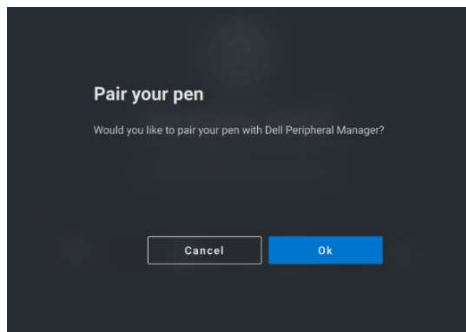 Pair your pen
Would you like to pair your pen with Dell Peripheral Manager?
Cancel
Ok